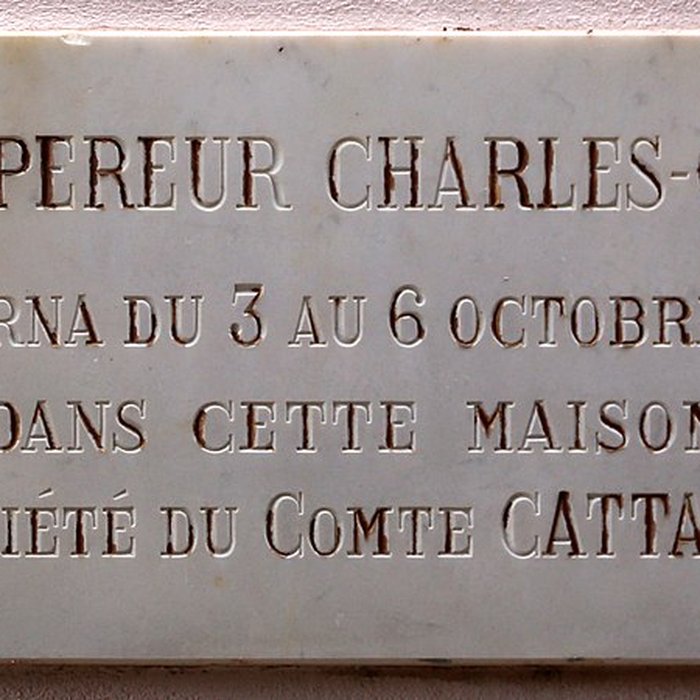 PEREUR CHARLES-
RNA DU 3 AU 6 OCTOBR
DANS CETTE MAISON
IÉTÉ DU COMTE CATTA